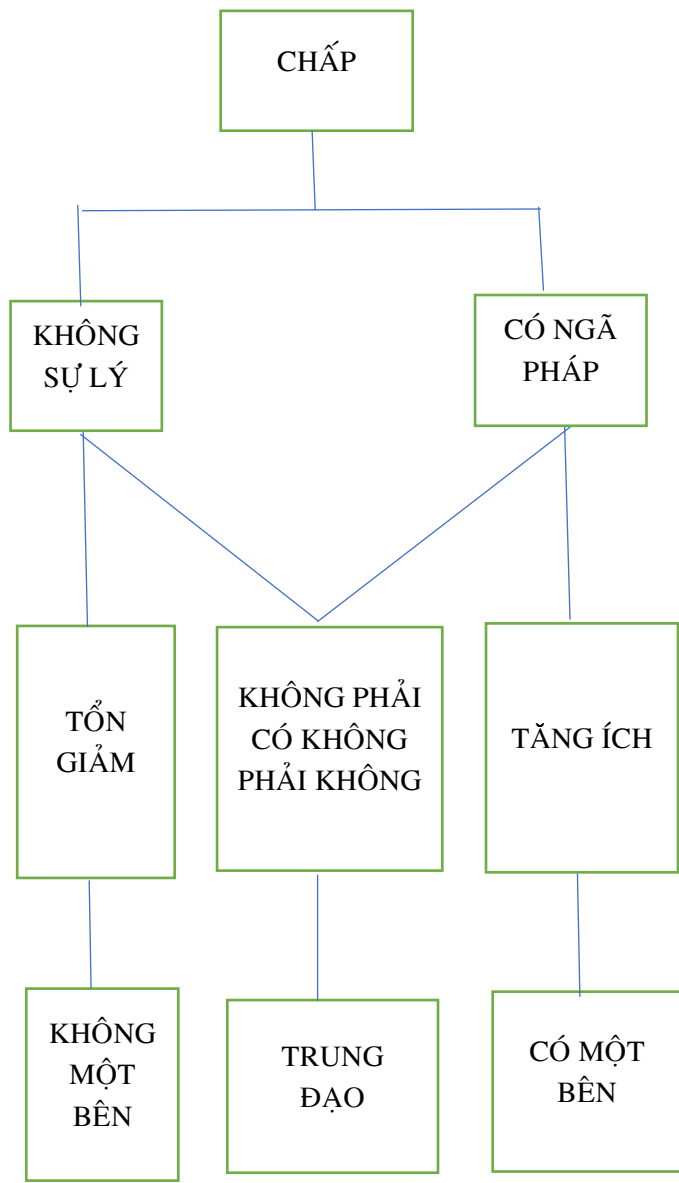 CHẤP
KHÔNG
SỰ LÝ
CÓ NGÃ
PHÁP
TỔN
GIẢM
KHÔNG PHẢI
CÓ KHÔNG
PHẢI KHÔNG
TĂNG ÍCH
KHÔNG
MỘT
BÊN
TRUNG
ĐẠO
CÓ MỘT
BÊN